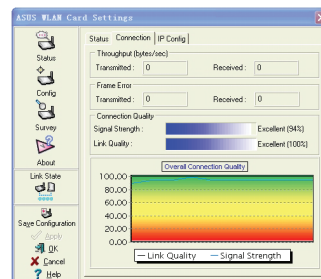 ASUS WLAN Card Settings
Status Connection IP Config
Status
Config
Survey
About
Link State
Save Configuration
Apply
OK
Cancel
Help
Throughput (bytes/sec)
Transmitted : 0 Received : 0
Frame Error
Transmitted : 0 Received : 0
Connection Quality
Signal Strength : Excellent (94%)
Link Quality : Excellent (100%)
Overall Connection Quality
100.00
80.00
60.00
40.00
20.00
0.00
Link Quality Signal Strength